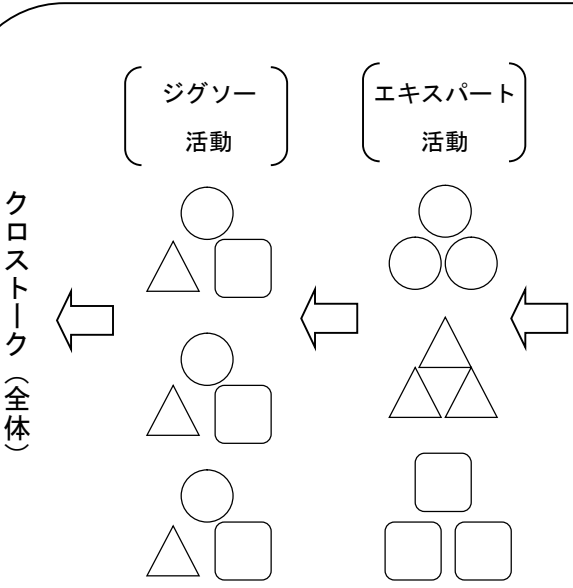 エキスパート
活動
ジグソー
活動
クロストーク（全体）